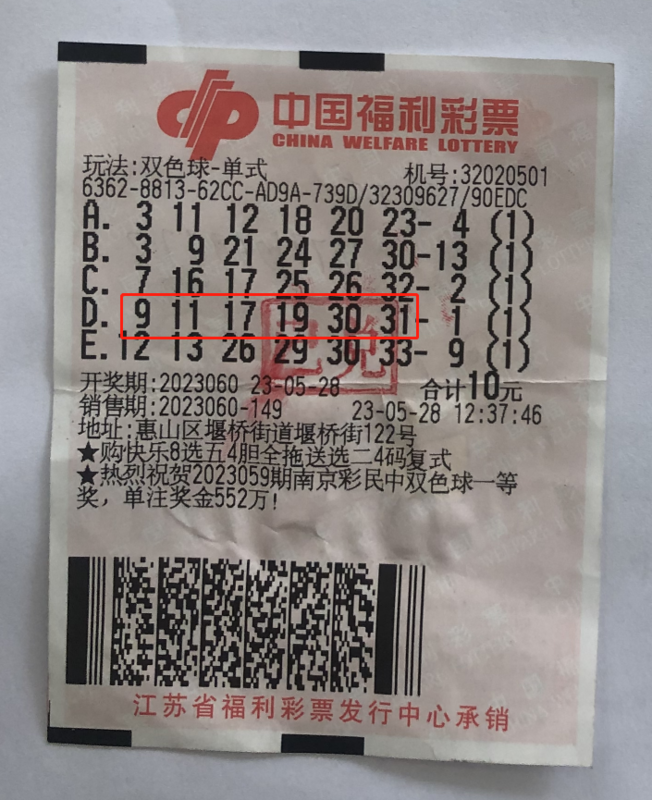 中国福利彩票
CHINA WELFARE LOTTERY
玩法:双色球-单式 机号:32020501
6362-8813-62CC-AD9A-739D/32309627/90EDC
A. 3 11 12 18 20 23- 4 (1)
B. 3 9 21 24 27 30-13 (1)
C. 7 16 17 25 26 32- 2 (1)
D. 9 11 17 19 30 31- 1 (1)
E. 12 13 26 29 30 33- 9 (1)
已兑
开奖期:2023060 23-05-28 合计10元
销售期:2023060-149 23-05-28 12:37:46
地址:惠山区堰桥街道堰桥街122号
★购快乐8选五4胆全拖送选二4码复式
★热烈祝贺2023059期南京彩民中双色球一等
奖，单注奖金552万!
江苏省福利彩票发行中心承销